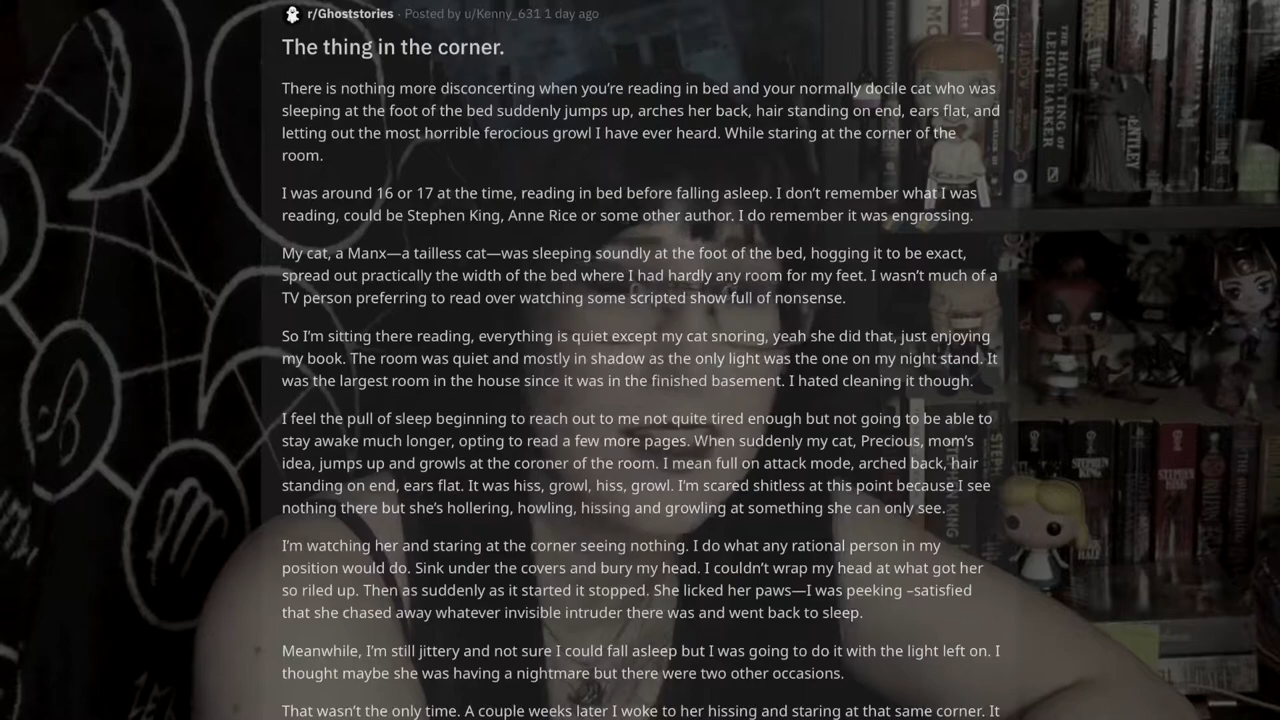 r/Ghoststories · Posted by u/Kenny_631 1 day ago
The thing in the corner.
There is nothing more disconcerting when you're reading in bed and your normally docile cat who was
sleeping at the foot of the bed suddenly jumps up, arches her back, hair standing on end, ears flat, and
letting out the most horrible ferocious growl I have ever heard. While staring at the corner of the
room.
I was around 16 or 17 at the time, reading in bed before falling asleep. I don't remember what I was
reading, could be Stephen King, Anne Rice or some other author. I do remember it was engrossing.
My cat, a Manx—a tailless cat—was sleeping soundly at the foot of the bed, hogging it to be exact,
spread out practically the width of the bed where I had hardly any room for my feet. I wasn't much of a
TV person preferring to read over watching some scripted show full of nonsense.
So I'm sitting there reading, everything is quiet except my cat snoring, yeah she did that, just enjoying
my book. The room was quiet and mostly in shadow as the only light was the one on my night stand. It
was the largest room in the house since it was in the finished basement. I hated cleaning it though.
I feel the pull of sleep beginning to reach out to me not quite tired enough but not going to be able to
stay awake much longer, opting to read a few more pages. When suddenly my cat, Precious, mom's
idea, jumps up and growls at the coroner of the room. I mean full on attack mode, arched back, hair
standing on end, ears flat. It was hiss, growl, hiss, growl. I'm scared shitless at this point because I see
nothing there but she's hollering, howling, hissing and growling at something she can only see.
I'm watching her and staring at the corner seeing nothing. I do what any rational person in my
position would do. Sink under the covers and bury my head. I couldn't wrap my head at what got her
so riled up. Then as suddenly as it started it stopped. She licked her paws—I was peeking –satisfied
that she chased away whatever invisible intruder there was and went back to sleep.
Meanwhile, I'm still jittery and not sure I could fall asleep but I was going to do it with the light left on. I
thought maybe she was having a nightmare but there were two other occasions.
That wasn't the only time. A couple weeks later I woke to her hissing and staring at that same corner. It
LEIGH HARKER
STEPHEN KING
STEPHEN KING